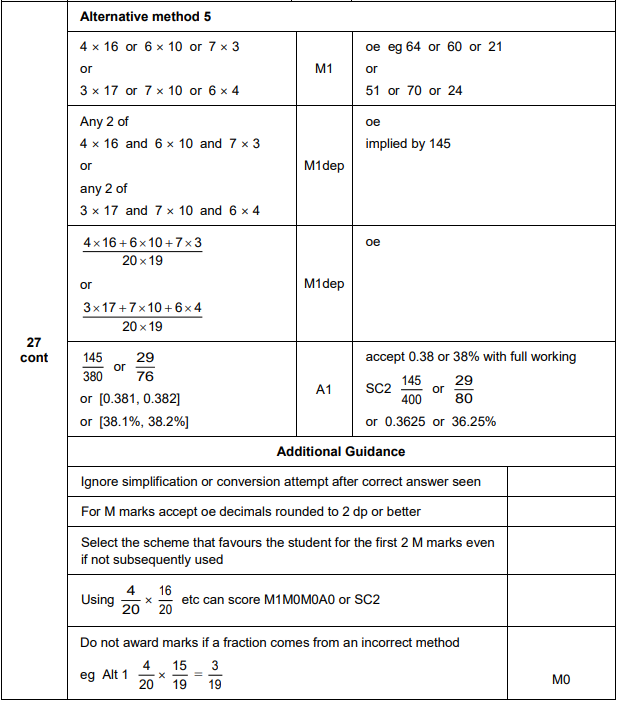 Alternative method 5
4 × 16 or 6 × 10 or 7 × 3
or
3 × 17 or 7 × 10 or 6 × 4
M1
oe eg 64 or 60 or 21
or
51 or 70 or 24
Any 2 of
4 × 16 and 6 × 10 and 7 × 3
or
any 2 of
3 × 17 and 7 × 10 and 6 × 4
M1dep
oe
implied by 145
4 × 16 + 6 × 10 + 7 × 3
20 × 19
or
3 × 17 + 7 × 10 + 6 × 4
20 × 19
M1dep
oe
27
cont
145/380 or 29/76
or [0.381, 0.382]
or [38.1%, 38.2%]
A1
accept 0.38 or 38% with full working
SC2 145/400 or 29/80
or 0.3625 or 36.25%
Additional Guidance
Ignore simplification or conversion attempt after correct answer seen
For M marks accept oe decimals rounded to 2 dp or better
Select the scheme that favours the student for the first 2 M marks even
if not subsequently used
Using 4/20 × 16/20 etc can score M1M0M0A0 or SC2
Do not award marks if a fraction comes from an incorrect method
eg Alt 1 4/20 × 15/19 = 3/19
M0